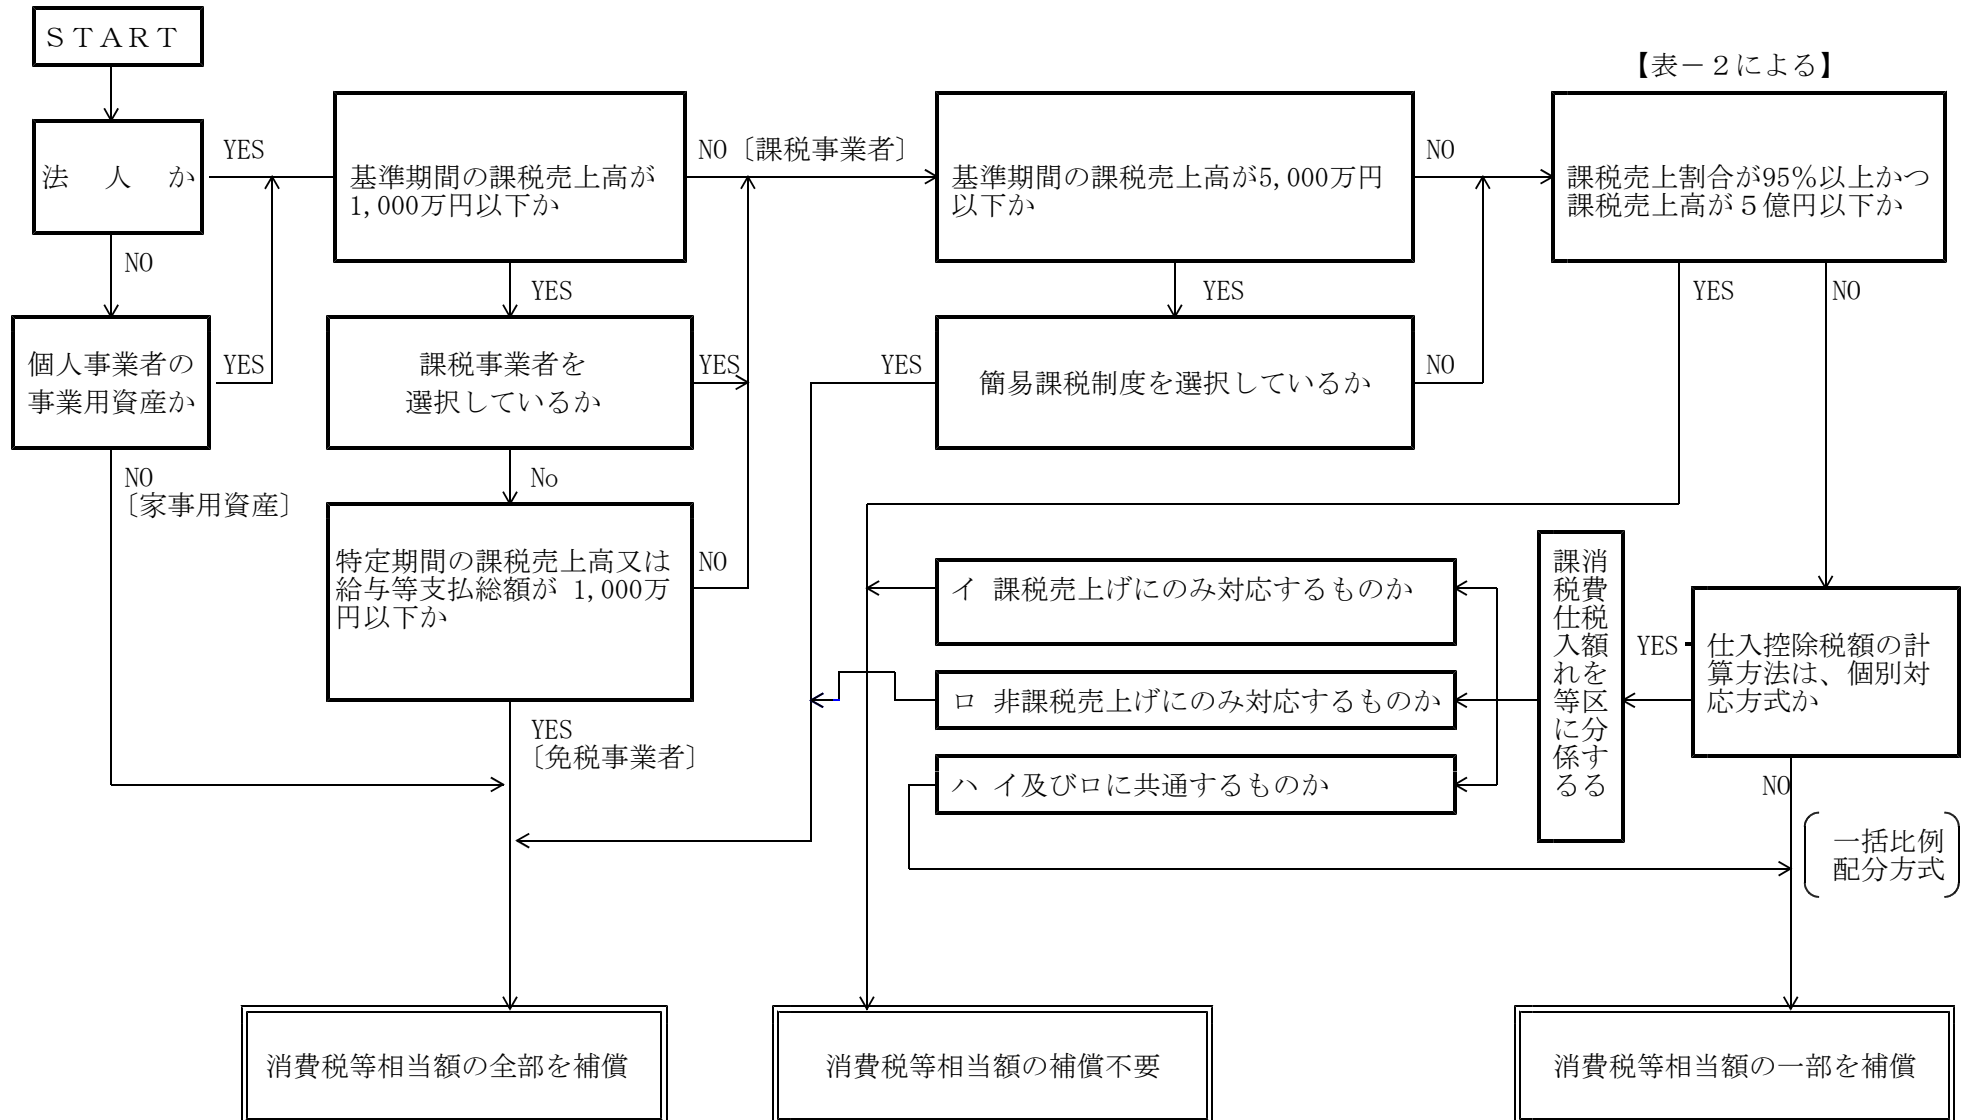 ＳＴＡＲＴ
【表－２による】
法　人　か
YES
基準期間の課税売上高が
1,000万円以下か
NO〔課税事業者〕
基準期間の課税売上高が5,000万円
以下か
NO
課税売上割合が95％以上かつ
課税売上高が５億円以下か
NO
YES
YES
YES
NO
個人事業者の
事業用資産か
YES
課税事業者を
選択しているか
YES
YES
簡易課税制度を選択しているか
NO
NO
〔家事用資産〕
No
特定期間の課税売上高又は
給与等支払総額が 1,000万
円以下か
NO
イ 課税売上げにのみ対応するものか
ロ 非課税売上げにのみ対応するものか
ハ イ及びロに共通するものか
消費税額を区分する
課税仕入れ等に係る
YES
仕入控除税額の計
算方法は、個別対
応方式か
YES
〔免税事業者〕
NO
一括比例
配分方式
消費税等相当額の全部を補償
消費税等相当額の補償不要
消費税等相当額の一部を補償